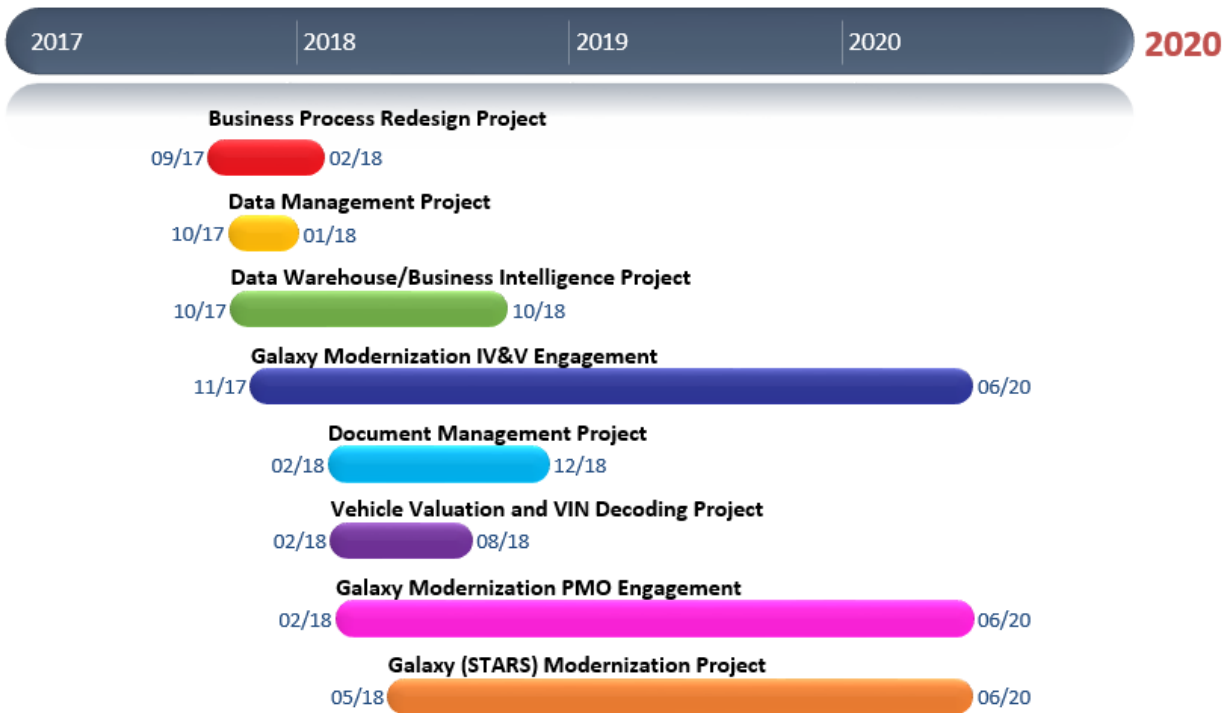 2017 2018 2019 2020 2020
Business Process Redesign Project
09/17 02/18
Data Management Project
10/17 01/18
Data Warehouse/Business Intelligence Project
10/17 10/18
Galaxy Modernization IV&V Engagement
11/17 06/20
Document Management Project
02/18 12/18
Vehicle Valuation and VIN Decoding Project
02/18 08/18
Galaxy Modernization PMO Engagement
02/18 06/20
Galaxy (STARS) Modernization Project
05/18 06/20